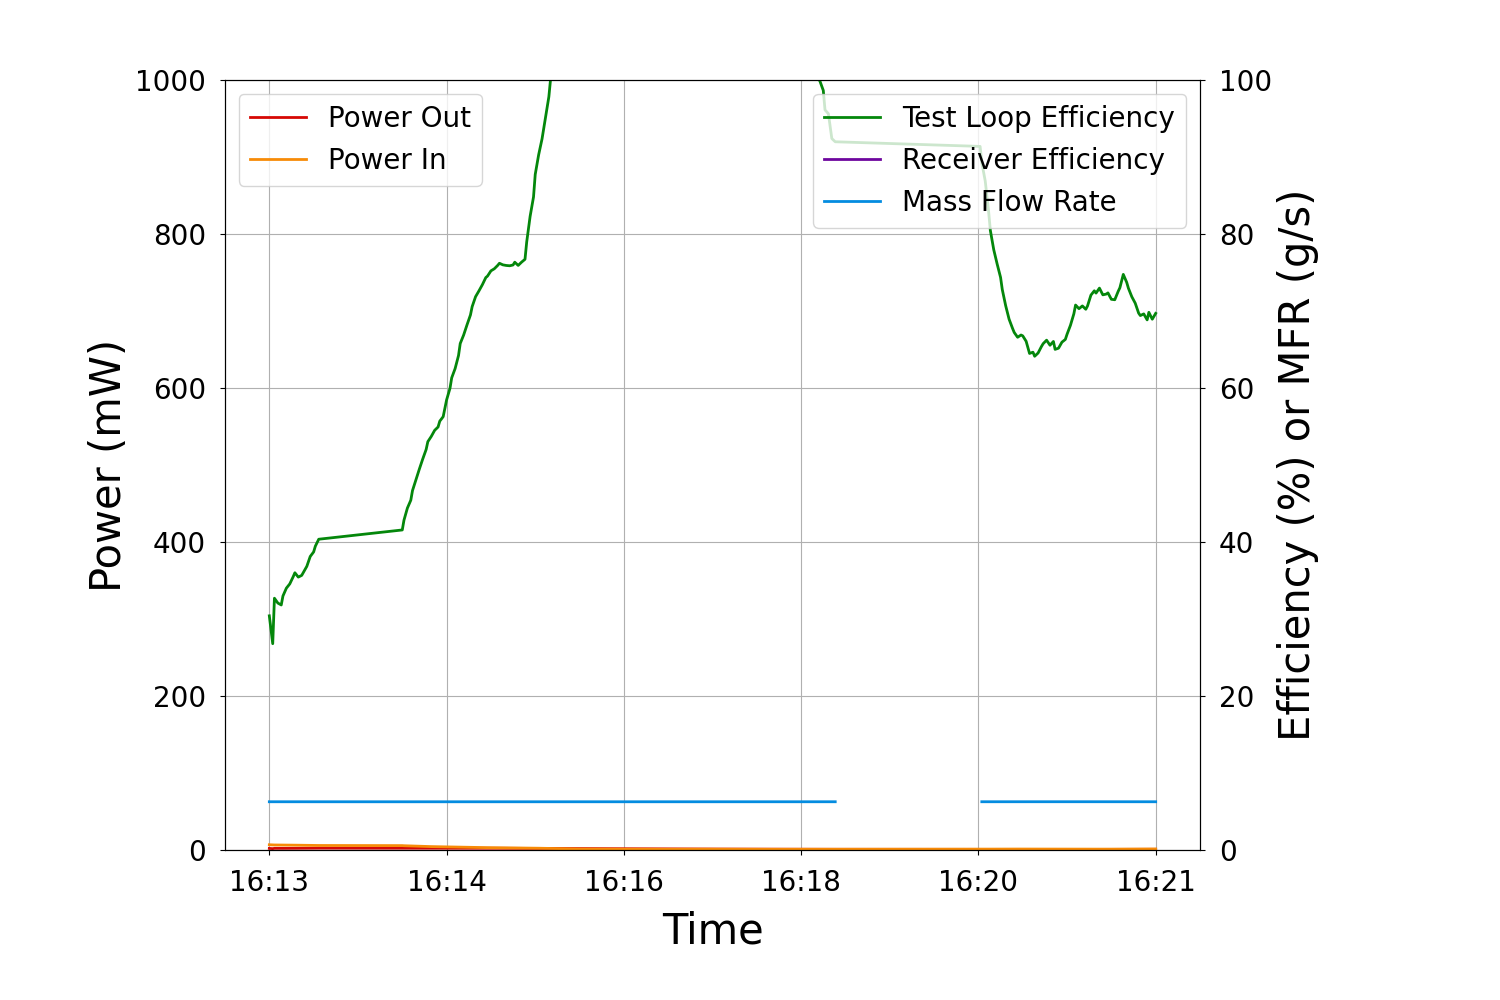 1000
800
600
400
200
0
Power (mW)
Power Out
Power In
Test Loop Efficiency
Receiver Efficiency
Mass Flow Rate
100
80
60
40
20
0
Efficiency (%) or MFR (g/s)
16:13 16:14 16:16 16:18 16:20 16:21
Time